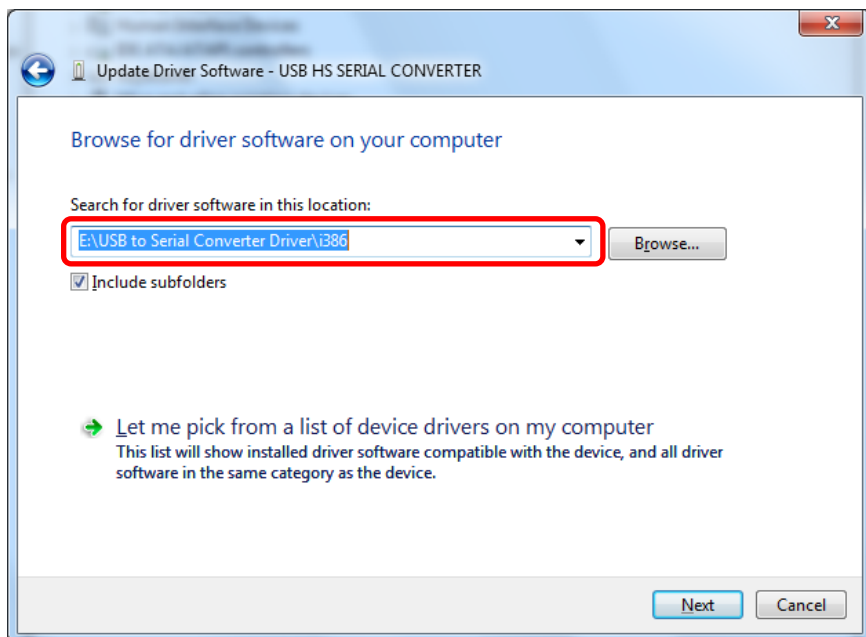 Update Driver Software - USB HS SERIAL CONVERTER
Browse for driver software on your computer
Search for driver software in this location:
E:\USB to Serial Converter Driver\i386
Browse...
Include subfolders
Let me pick from a list of device drivers on my computer
This list will show installed driver software compatible with the device, and all driver
software in the same category as the device.
Next
Cancel